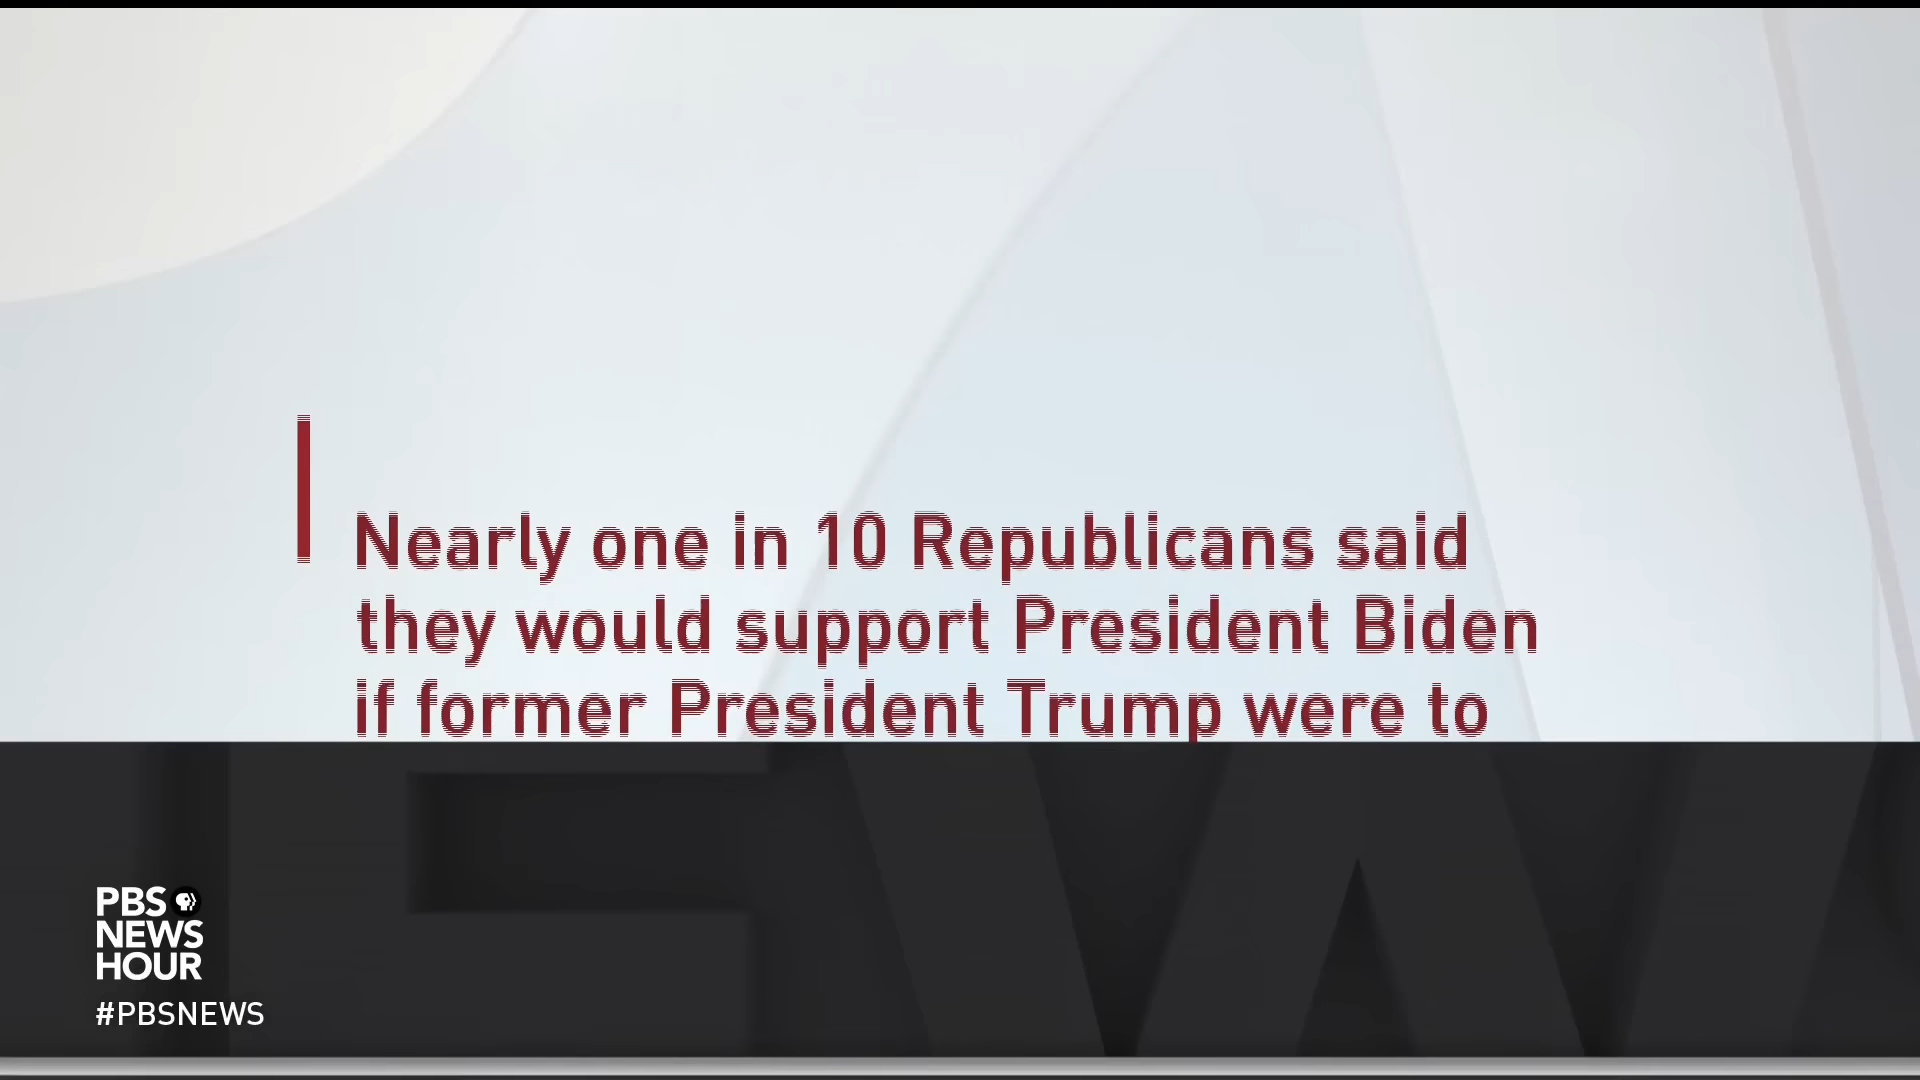 Nearly one in 10 Republicans said
they would support President Biden
if former President Trump were to
PBS
NEWS
HOUR
#PBSNEWS